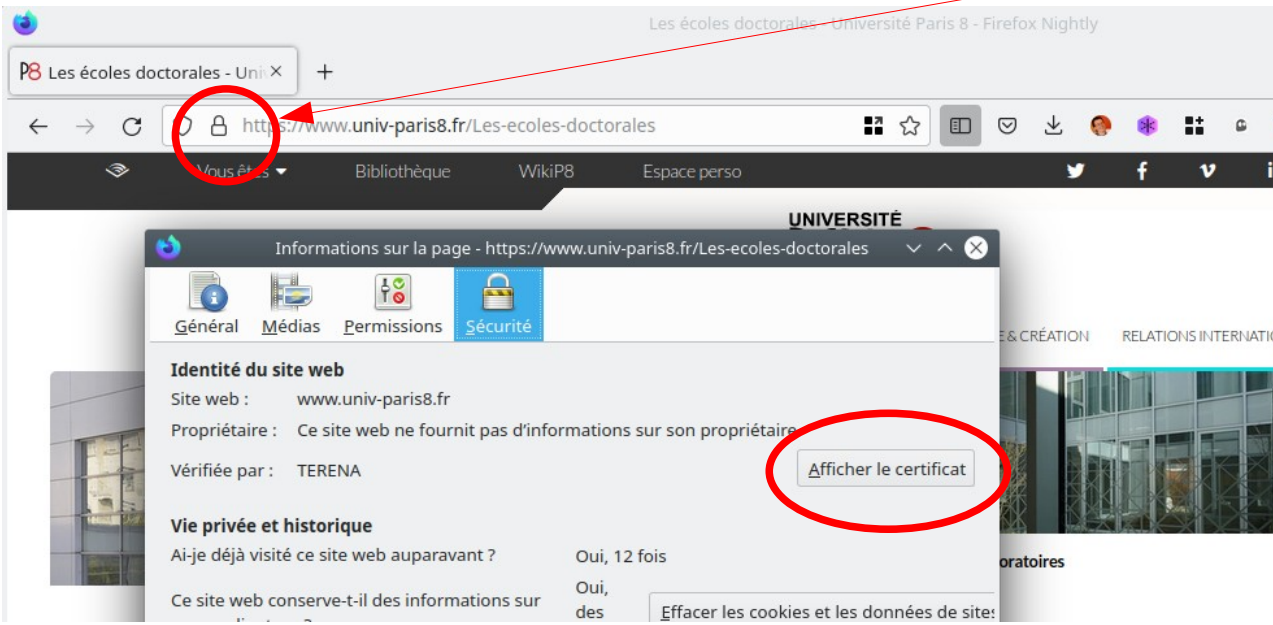 Les écoles doctorales - Université Paris 8 - Firefox Nightly
P8 Les écoles doctorales - Univ
https://www.univ-paris8.fr/Les-ecoles-doctorales
Vous êtes Bibliothèque WikiP8 Espace perso
UNIVERSITÉ
Informations sur la page - https://www.univ-paris8.fr/Les-ecoles-doctorales
Général Médias Permissions Sécurité
E & CRÉATION RELATIONS INTERNATIO
Identité du site web
Site web : www.univ-paris8.fr
Propriétaire : Ce site web ne fournit pas d'informations sur son propriétaire
Vérifiée par : TERENA Afficher le certificat
Vie privée et historique
Ai-je déjà visité ce site web auparavant ? Oui, 12 fois
oratoires
Ce site web conserve-t-il des informations sur
Oui,
des
Effacer les cookies et les données de sites